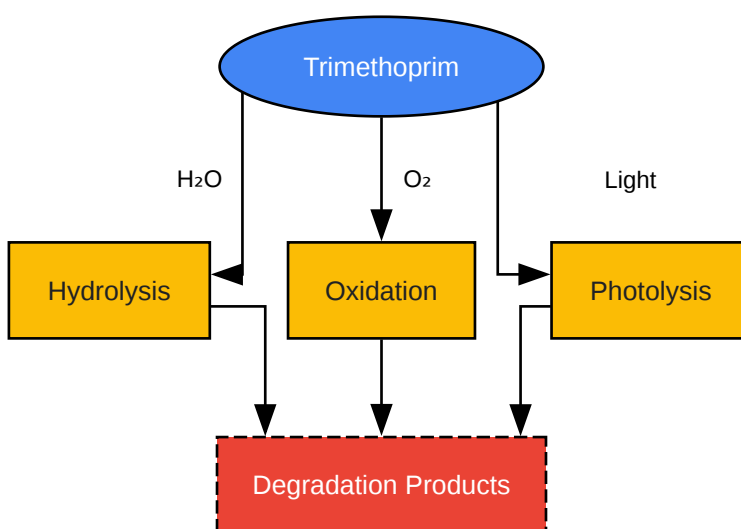 Trimethoprim
H₂O
O₂
Light
Hydrolysis
Oxidation
Photolysis
Degradation Products